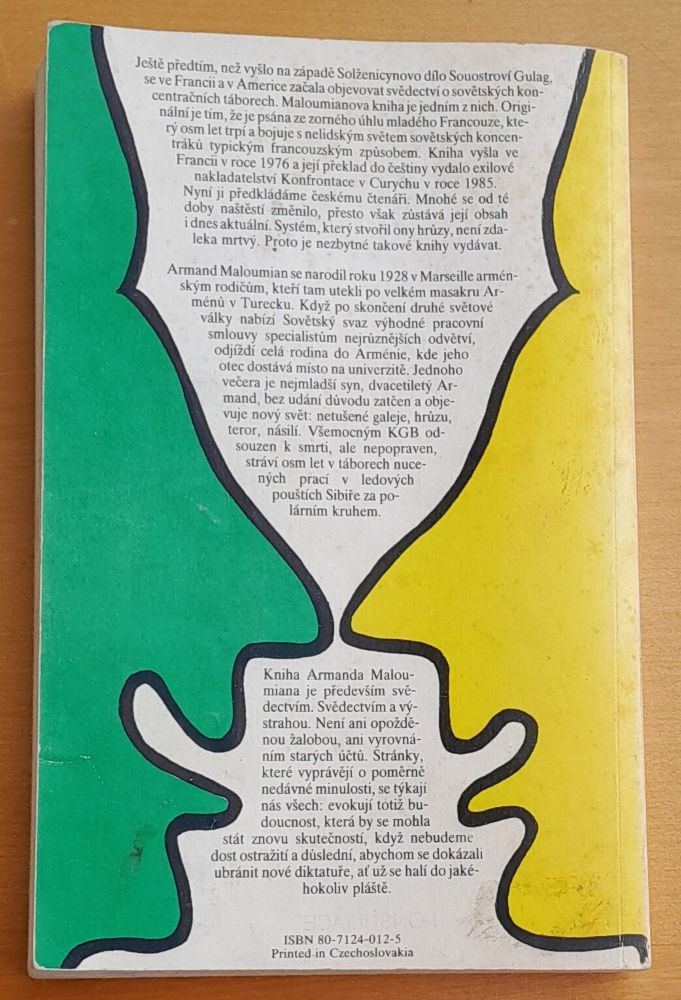 Ještě předtím, než vyšlo na západě Solženicynovo dílo Souostroví Gulag,
se ve Francii a v Americe začala objevovat svědectví o sovětských kon-
centračních táborech. Maloumianova kniha je jedním z nich. Origi-
nální je tím, že je psána ze zorného úhlu mladého Francouze, kte-
rý osm let trpí a bojuje s nelidským světem sovětských koncen-
tráků typickým francouzským způsobem. Kniha vyšla ve
Francii v roce 1976 a její překlad do češtiny vydalo exilové
nakladatelství Konfrontace v Curychu v roce 1985.
Nyní ji předkládáme českému čtenáři. Mnohé se od té
doby naštěstí změnilo, přesto však zůstává její obsah
i dnes aktuální. Systém, který stvořil ony hrůzy, není zda-
leka mrtvý. Proto je nezbytné takové knihy vydávat.
Armand Maloumian se narodil roku 1928 v Marseille armén-
ským rodičům, kteří tam utekli po velkém masakru Ar-
ménů v Turecku. Když po skončení druhé světové
války nabízí Sovětský svaz výhodné pracovní
smlouvy specialistům nejrůznějších odvětví,
odjíždí celá rodina do Arménie, kde jeho
otec dostává místo na univerzitě. Jednoho
večera je nejmladší syn, dvacetiletý Ar-
mand, bez udání důvodu zatčen a obje-
vuje nový svět: netušené galeje, hrůzu,
teror, násilí. Všemocným KGB od-
souzen k smrti, ale nepopraven,
stráví osm let v táborech nuce-
ných prací v ledových
pouštích Sibiře za po-
lárním kruhem.
Kniha Armanda Malou-
miana je především svě-
dectvím. Svědectvím a vý-
strahou. Není ani opoždě-
nou žalobou, ani vyrovná-
ním starých účtů. Stránky,
které vyprávějí o poměrně
nedávné minulosti, se týkají
nás všech: evokují totiž bu-
doucnost, která by se mohla
stát znovu skutečností, když nebudeme
dost ostražití a důslední, abychom se dokázali
ubránit nové diktatuře, ať už se halí do jaké-
hokoliv pláště.
ISBN 80-7124-012-5
Printed in Czechoslovakia